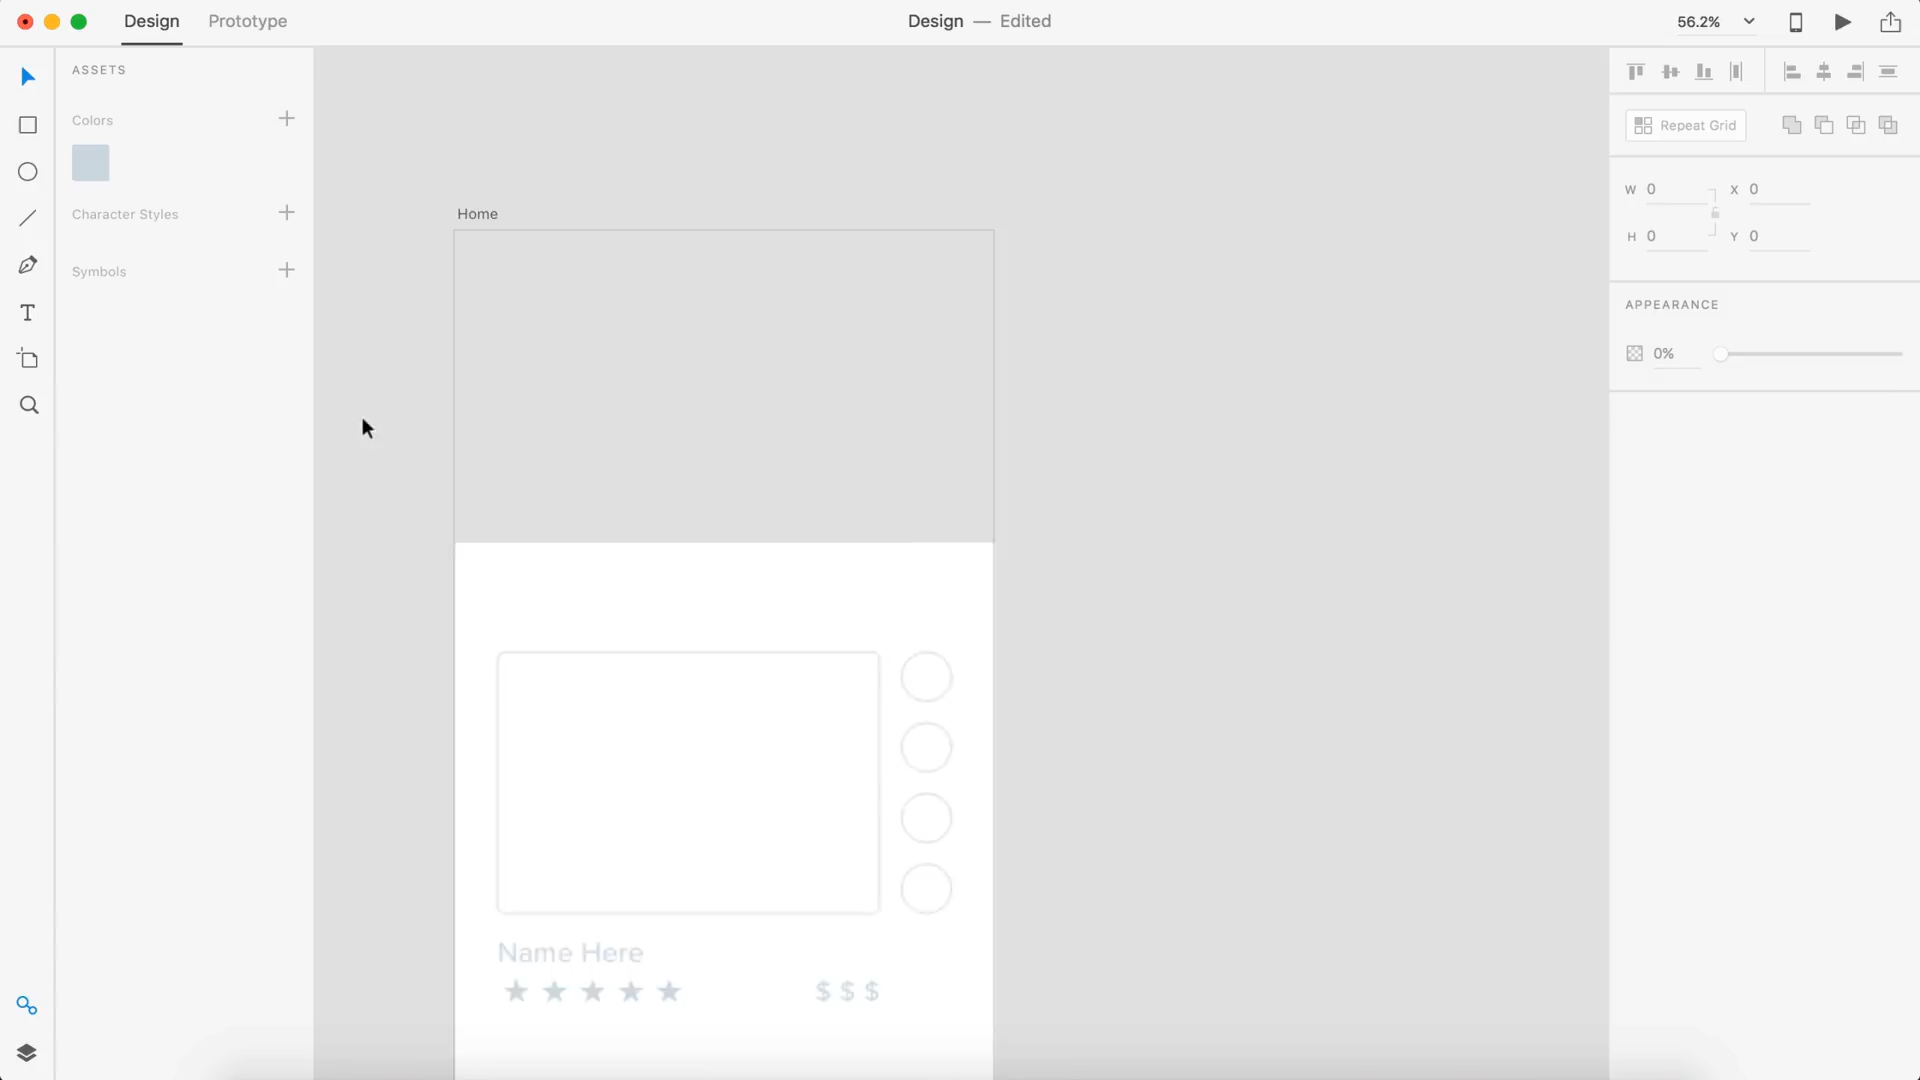 Design Prototype Design — Edited 56.2%
ASSETS
Colors
Character Styles
Symbols
Home
Name Here
$ $ $
Repeat Grid
W 0 X 0
H 0 Y 0
APPEARANCE
0%